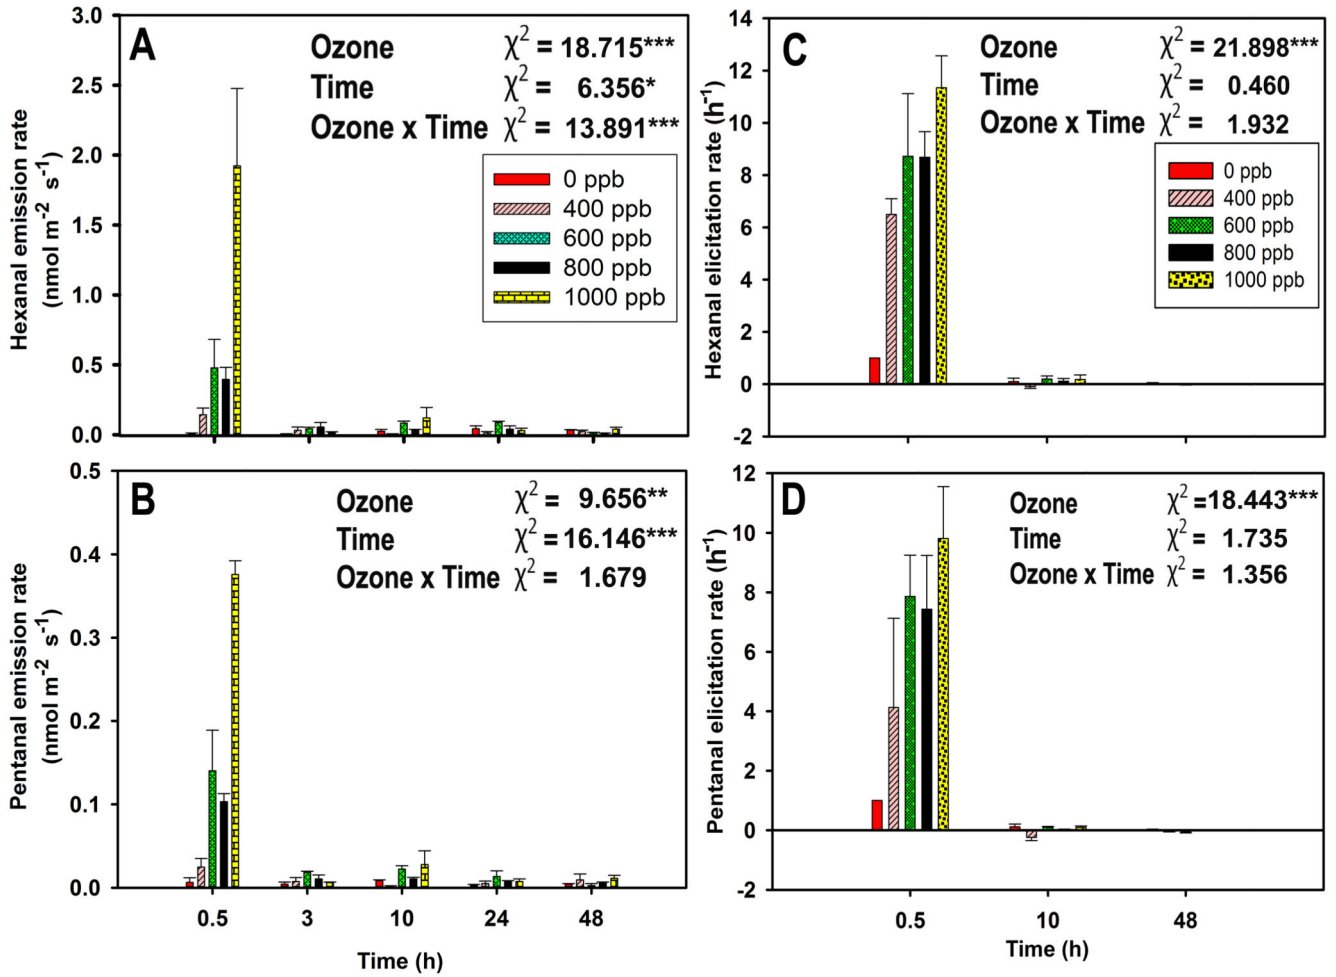 A
Ozone χ² = 18.715***
Time χ² = 6.356*
Ozone x Time χ² = 13.891***
0 ppb
400 ppb
600 ppb
800 ppb
1000 ppb
Hexanal emission rate
(nmol m⁻² s⁻¹)
3.0
2.5
2.0
1.5
1.0
0.5
0.0
C
Ozone χ² = 21.898***
Time χ² = 0.460
Ozone x Time χ² = 1.932
0 ppb
400 ppb
600 ppb
800 ppb
1000 ppb
Hexanal elicitation rate (h⁻¹)
14
12
10
8
6
4
2
0
-2
B
Ozone χ² = 9.656**
Time χ² = 16.146***
Ozone x Time χ² = 1.679
Pentanal emission rate
(nmol m⁻² s⁻¹)
0.5
0.4
0.3
0.2
0.1
0.0
0.5 3 10 24 48
Time (h)
D
Ozone χ² =18.443***
Time χ² = 1.735
Ozone x Time χ² = 1.356
Pentanal elicitation rate (h⁻¹)
12
10
8
6
4
2
0
-2
0.5 10 48
Time (h)